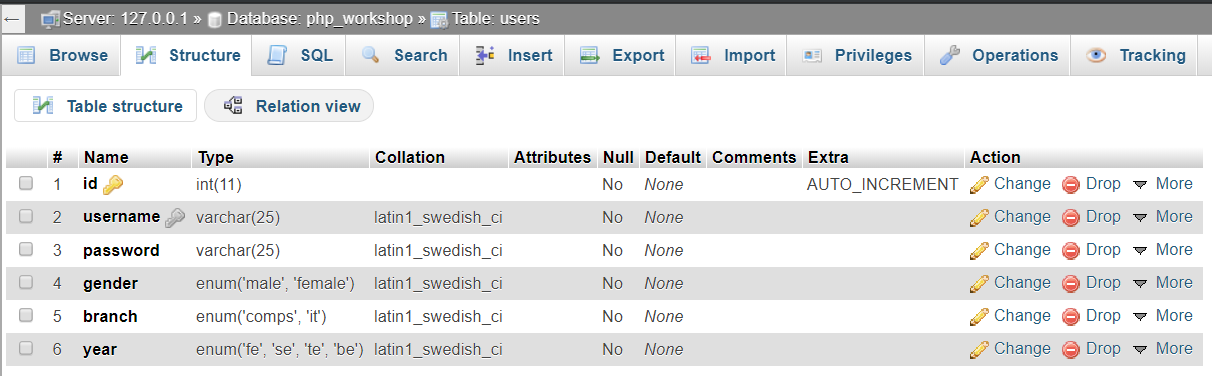 ← Server: 127.0.0.1 » Database: php_workshop » Table: users
Browse Structure SQL Search Insert Export Import Privileges Operations Tracking
Table structure Relation view
# Name Type Collation Attributes Null Default Comments Extra Action
1 id int(11) No None AUTO_INCREMENT Change Drop More
2 username varchar(25) latin1_swedish_ci No None Change Drop More
3 password varchar(25) latin1_swedish_ci No None Change Drop More
4 gender enum('male', 'female') latin1_swedish_ci No None Change Drop More
5 branch enum('comps', 'it') latin1_swedish_ci No None Change Drop More
6 year enum('fe', 'se', 'te', 'be') latin1_swedish_ci No None Change Drop More